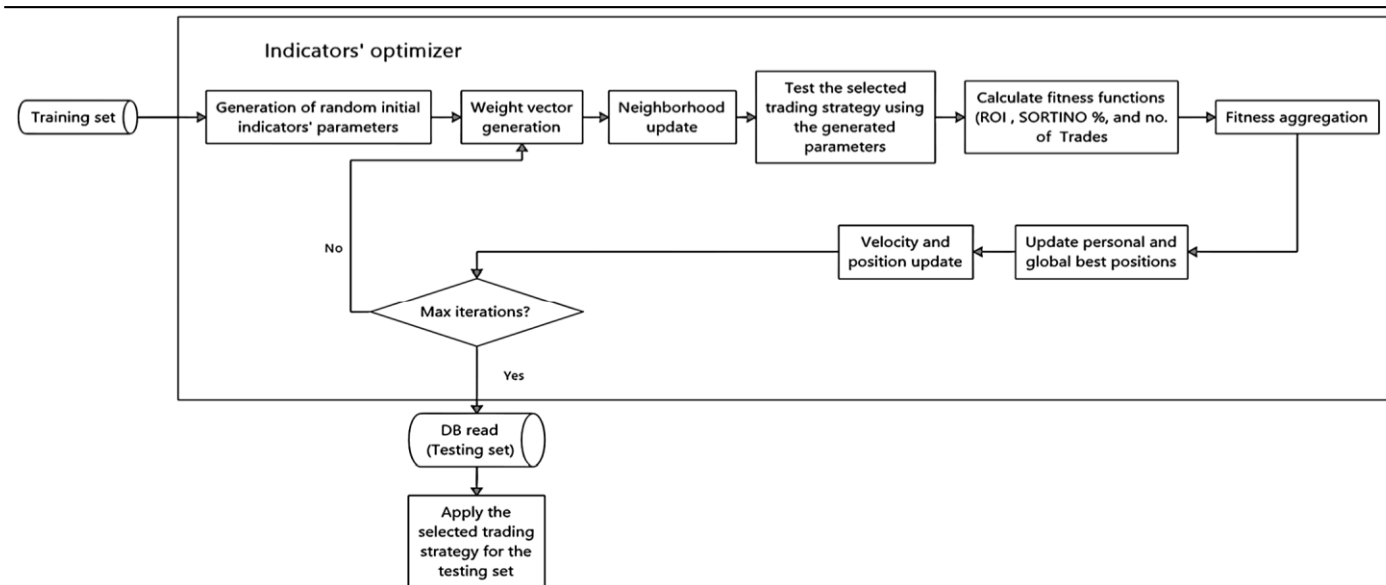 Indicators' optimizer
Training set
Generation of random initial
indicators' parameters
Weight vector
generation
Neighborhood
update
Test the selected
trading strategy using
the generated
parameters
Calculate fitness functions
(ROI , SORTINO %, and no.
of Trades
Fitness aggregation
Update personal and
global best positions
Velocity and
position update
Max iterations?
No
Yes
DB read
(Testing set)
Apply the
selected trading
strategy for the
testing set